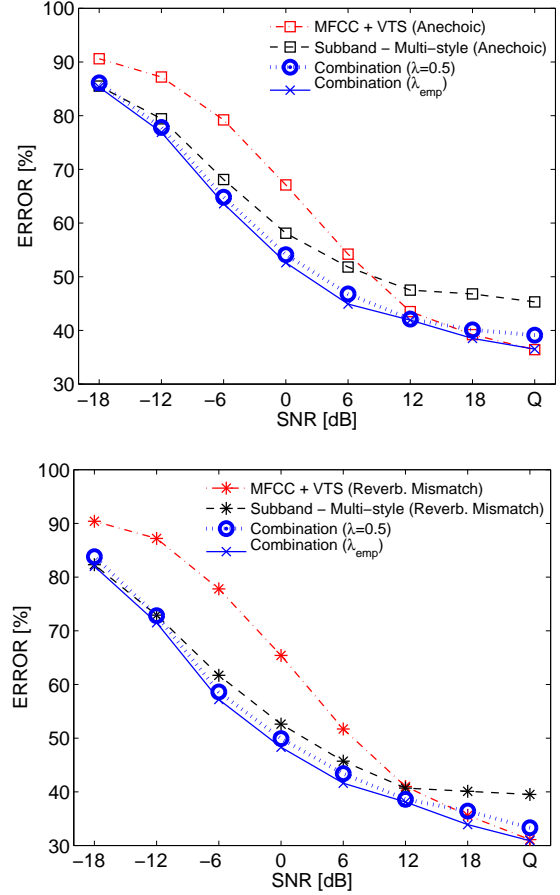 100
90
80
70
60
50
40
30
ERROR [%]
MFCC + VTS (Anechoic)
Subband − Multi−style (Anechoic)
Combination (λ=0.5)
Combination (λemp)
−18 −12 −6 0 6 12 18 Q
SNR [dB]
100
90
80
70
60
50
40
30
ERROR [%]
MFCC + VTS (Reverb. Mismatch)
Subband − Multi−style (Reverb. Mismatch)
Combination (λ=0.5)
Combination (λemp)
−18 −12 −6 0 6 12 18 Q
SNR [dB]